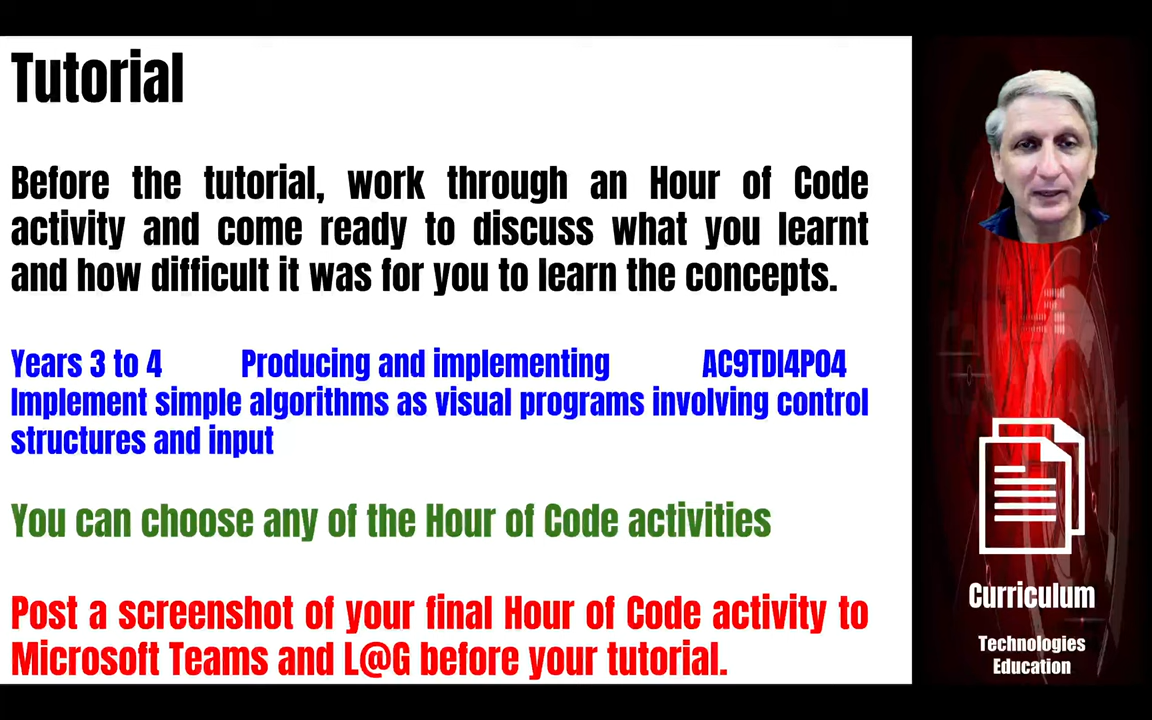 Tutorial
Before the tutorial, work through an Hour of Code
activity and come ready to discuss what you learnt
and how difficult it was for you to learn the concepts.
Years 3 to 4 Producing and implementing AC9TDI4P04
Implement simple algorithms as visual programs involving control
structures and input
You can choose any of the Hour of Code activities
Post a screenshot of your final Hour of Code activity to
Microsoft Teams and L@G before your tutorial.
Curriculum
Technologies
Education